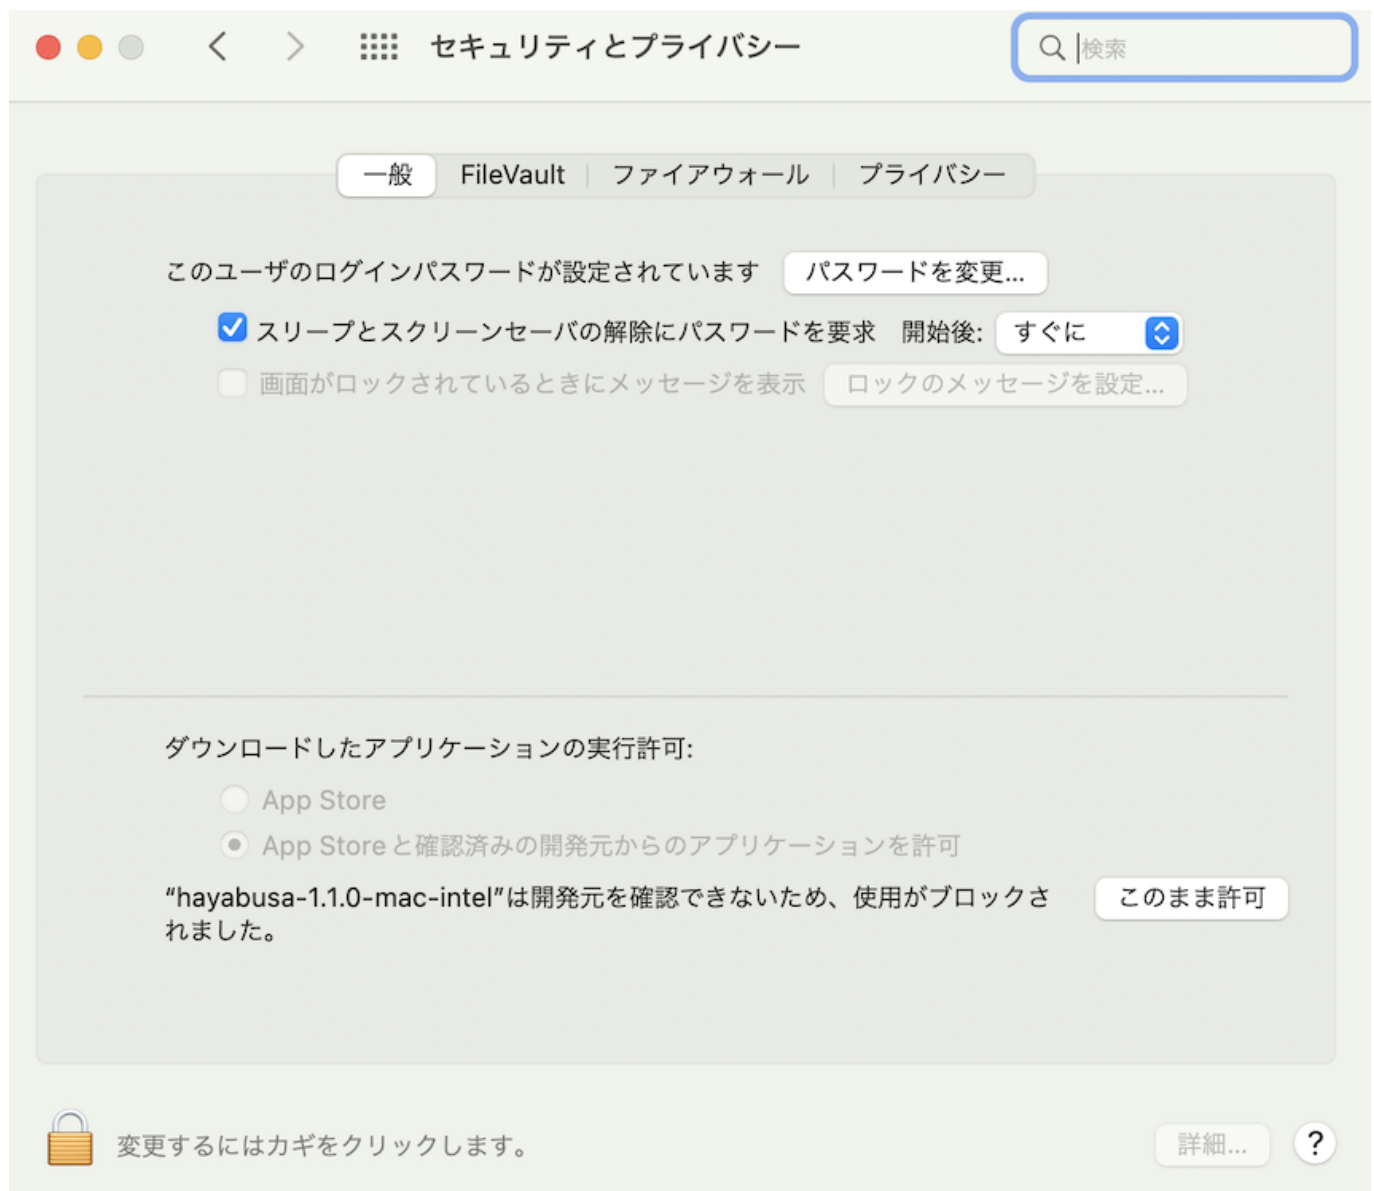 セキュリティとプライバシー
検索
一般 FileVault ファイアウォール プライバシー
このユーザのログインパスワードが設定されています パスワードを変更...
スリープとスクリーンセーバの解除にパスワードを要求 開始後: すぐに
画面がロックされているときにメッセージを表示 ロックのメッセージを設定...
ダウンロードしたアプリケーションの実行許可:
App Store
App Storeと確認済みの開発元からのアプリケーションを許可
“hayabusa-1.1.0-mac-intel”は開発元を確認できないため、使用がブロックさ
れました。
このまま許可
変更するにはカギをクリックします。
詳細... ?